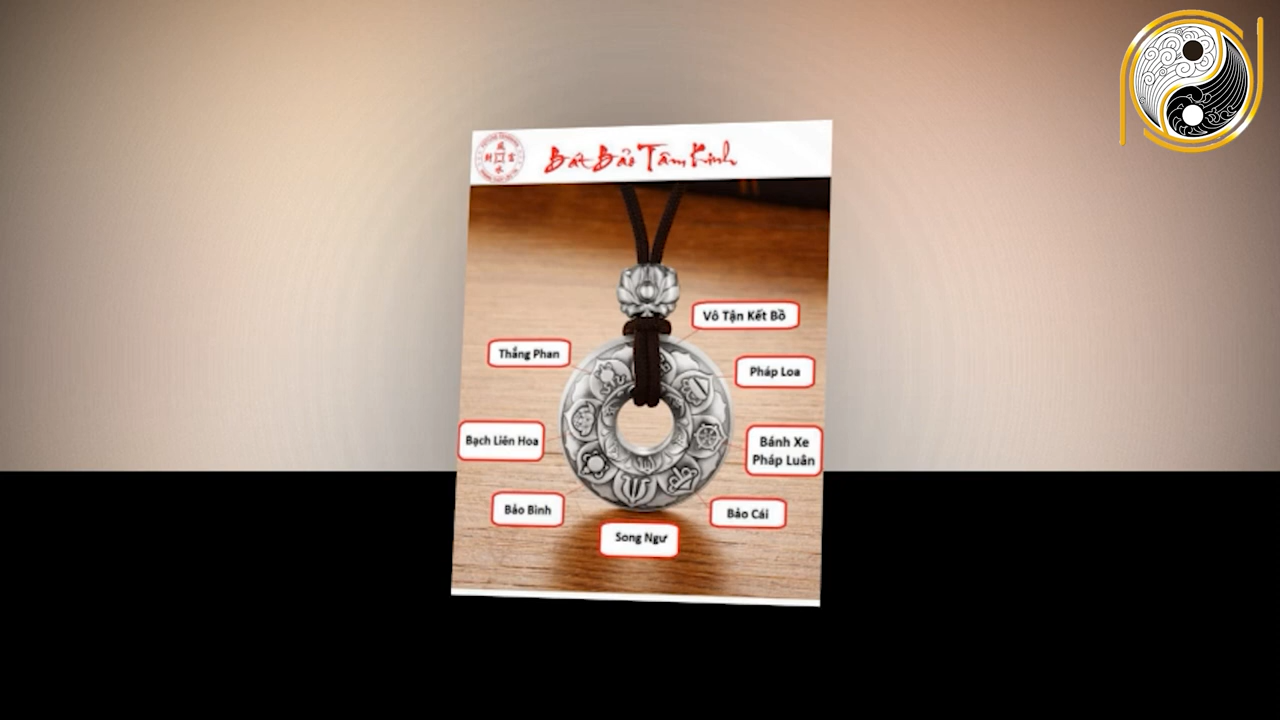 Bát Bảo Tâm Kinh
Vô Tận Kết Bồ
Thắng Phan
Pháp Loa
Bạch Liên Hoa
Bánh Xe
Pháp Luân
Bảo Bình
Bảo Cái
Song Ngư